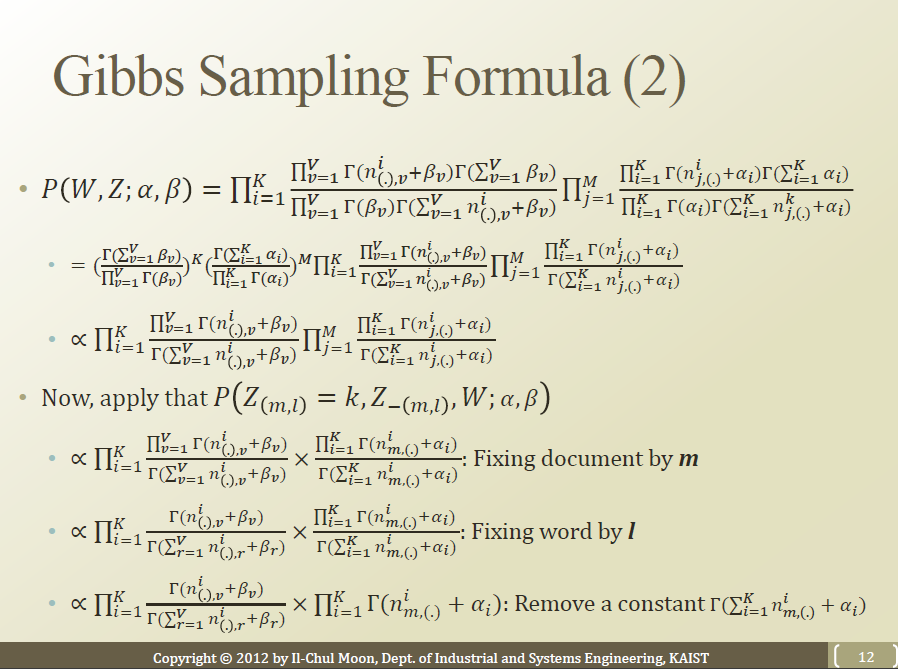 Gibbs Sampling Formula (2)
• $P(W, Z; \alpha, \beta) = \prod_{i=1}^{K} \frac{\prod_{v=1}^{V} \Gamma(n_{(.),v}^{i}+\beta_v)\Gamma(\sum_{v=1}^{V} \beta_v)}{\prod_{v=1}^{V} \Gamma(\beta_v)\Gamma(\sum_{v=1}^{V} n_{(.),v}^{i}+\beta_v)} \prod_{j=1}^{M} \frac{\prod_{i=1}^{K} \Gamma(n_{j,(.)}^{i}+\alpha_i)\Gamma(\sum_{i=1}^{K} \alpha_i)}{\prod_{i=1}^{K} \Gamma(\alpha_i)\Gamma(\sum_{i=1}^{K} n_{j,(.)}^{k}+\alpha_i)}$
• $= (\frac{\Gamma(\sum_{v=1}^{V} \beta_v)}{\prod_{v=1}^{V} \Gamma(\beta_v)})^K (\frac{\Gamma(\sum_{i=1}^{K} \alpha_i)}{\prod_{i=1}^{K} \Gamma(\alpha_i)})^M \prod_{i=1}^{K} \frac{\prod_{v=1}^{V} \Gamma(n_{(.),v}^{i}+\beta_v)}{\Gamma(\sum_{v=1}^{V} n_{(.),v}^{i}+\beta_v)} \prod_{j=1}^{M} \frac{\prod_{i=1}^{K} \Gamma(n_{j,(.)}^{i}+\alpha_i)}{\Gamma(\sum_{i=1}^{K} n_{j,(.)}^{i}+\alpha_i)}$
• $\propto \prod_{i=1}^{K} \frac{\prod_{v=1}^{V} \Gamma(n_{(.),v}^{i}+\beta_v)}{\Gamma(\sum_{v=1}^{V} n_{(.),v}^{i}+\beta_v)} \prod_{j=1}^{M} \frac{\prod_{i=1}^{K} \Gamma(n_{j,(.)}^{i}+\alpha_i)}{\Gamma(\sum_{i=1}^{K} n_{j,(.)}^{i}+\alpha_i)}$
• Now, apply that $P(Z_{(m,l)} = k, Z_{-(m,l)}, W; \alpha, \beta)$
• $\propto \prod_{i=1}^{K} \frac{\prod_{v=1}^{V} \Gamma(n_{(.),v}^{i}+\beta_v)}{\Gamma(\sum_{v=1}^{V} n_{(.),v}^{i}+\beta_v)} \times \frac{\prod_{i=1}^{K} \Gamma(n_{m,(.)}^{i}+\alpha_i)}{\Gamma(\sum_{i=1}^{K} n_{m,(.)}^{i}+\alpha_i)}$: Fixing document by m
• $\propto \prod_{i=1}^{K} \frac{\Gamma(n_{(.),v}^{i}+\beta_v)}{\Gamma(\sum_{r=1}^{V} n_{(.),r}^{i}+\beta_r)} \times \frac{\prod_{i=1}^{K} \Gamma(n_{m,(.)}^{i}+\alpha_i)}{\Gamma(\sum_{i=1}^{K} n_{m,(.)}^{i}+\alpha_i)}$: Fixing word by l
• $\propto \prod_{i=1}^{K} \frac{\Gamma(n_{(.),v}^{i}+\beta_v)}{\Gamma(\sum_{r=1}^{V} n_{(.),r}^{i}+\beta_r)} \times \prod_{i=1}^{K} \Gamma(n_{m,(.)}^{i} + \alpha_i)$: Remove a constant $\Gamma(\sum_{i=1}^{K} n_{m,(.)}^{i} + \alpha_i)$
Copyright © 2012 by Il-Chul Moon, Dept. of Industrial and Systems Engineering, KAIST
12